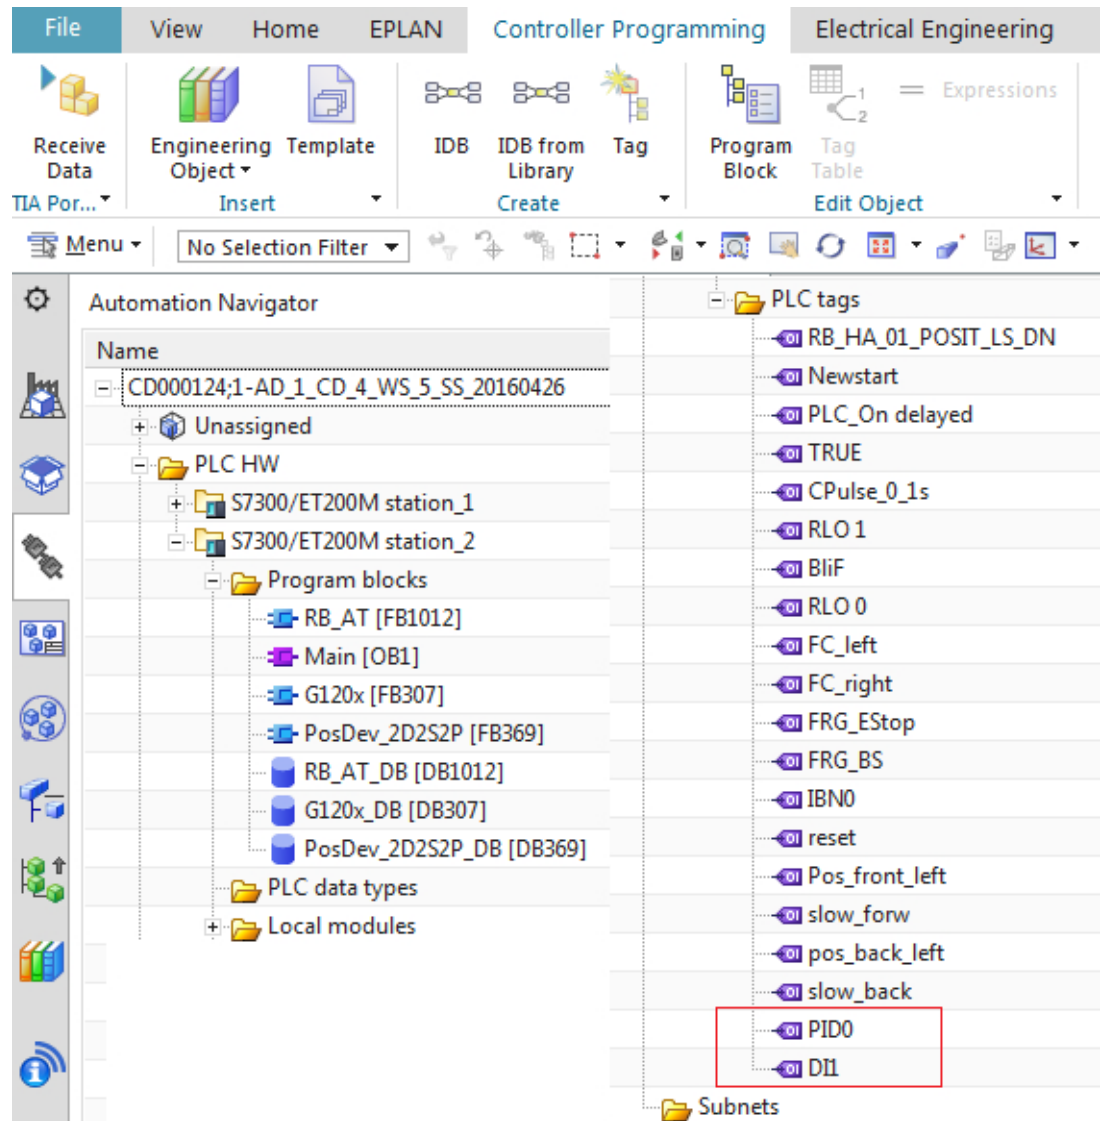 File View Home EPLAN Controller Programming Electrical Engineering
1
2
Expressions
Receive Data
Engineering Object
Template
IDB
IDB from Library
Tag
Program Block
Tag Table
TIA Por...
Insert
Create
Edit Object
Menu
No Selection Filter
Automation Navigator
Name
CD000124;1-AD_1_CD_4_WS_5_SS_20160426
Unassigned
PLC HW
S7300/ET200M station_1
S7300/ET200M station_2
Program blocks
RB_AT [FB1012]
Main [OB1]
G120x [FB307]
PosDev_2D2S2P [FB369]
RB_AT_DB [DB1012]
G120x_DB [DB307]
PosDev_2D2S2P_DB [DB369]
PLC data types
Local modules
PLC tags
RB_HA_01_POSIT_LS_DN
Newstart
PLC_On delayed
TRUE
CPulse_0_1s
RLO 1
BliF
RLO 0
FC_left
FC_right
FRG_EStop
FRG_BS
IBN0
reset
Pos_front_left
slow_forw
pos_back_left
slow_back
PID0
DI1
Subnets